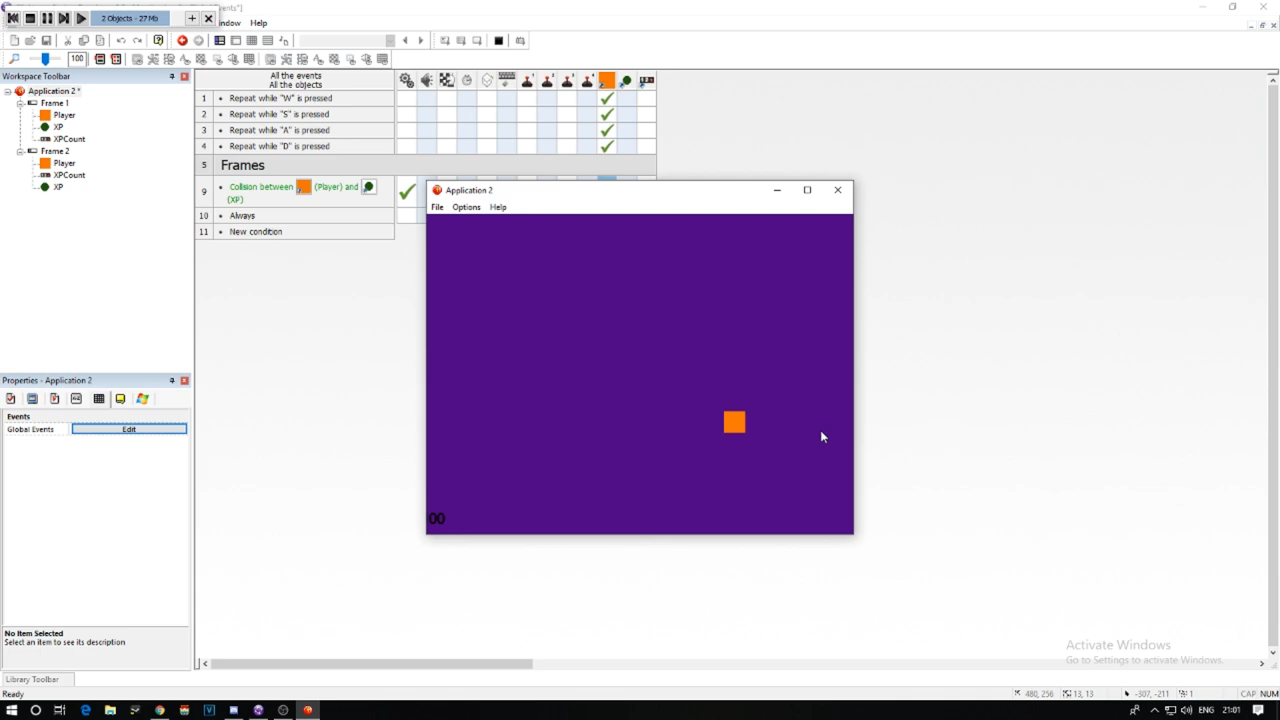 2 Objects - 27 Mb
Help
100
Workspace Toolbar
Application 2 *
Frame 1
Player
XP
XPCount
Frame 2
Player
XPCount
XP
All the events
All the objects
1 • Repeat while "W" is pressed
2 • Repeat while "S" is pressed
3 • Repeat while "A" is pressed
4 • Repeat while "D" is pressed
5 Frames
9 • Collision between (Player) and
(XP)
10 • Always
11 • New condition
Application 2
File Options Help
00
Properties - Application 2
Events
Global Events Edit
No Item Selected
Select an item to see its description
Library Toolbar
Ready
Activate Windows
Go to Settings to activate Windows.
480, 256 13, 13 -307, -211 1 CAP NUM
ENG 21:01